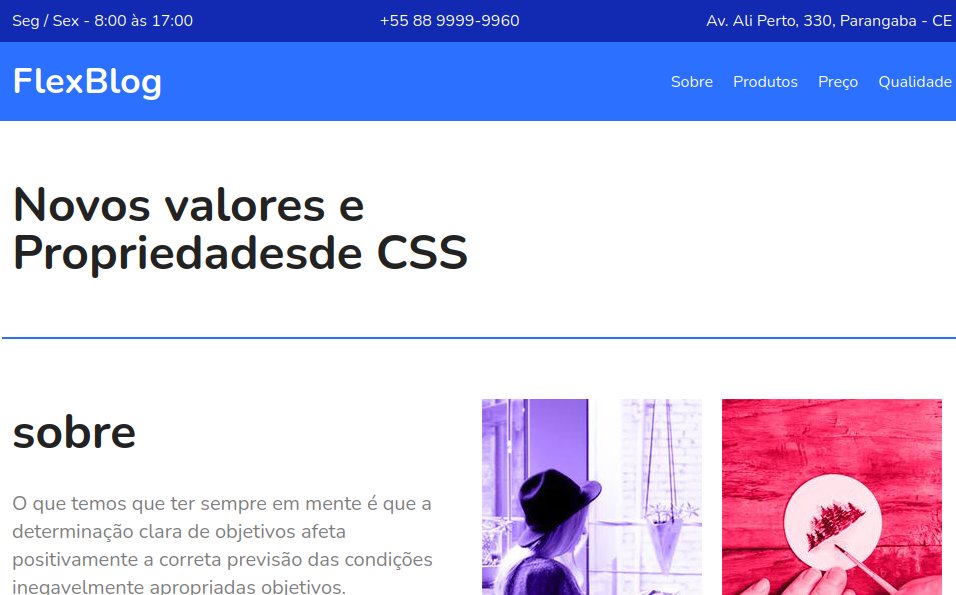 Seg / Sex - 8:00 às 17:00
+55 88 9999-9960
Av. Ali Perto, 330, Parangaba - CE
FlexBlog
Sobre
Produtos
Preço
Qualidade
Novos valores e
Propriedadesde CSS
sobre
O que temos que ter sempre em mente é que a
determinação clara de objetivos afeta
positivamente a correta previsão das condições
inegavelmente apropriadas objetivos.